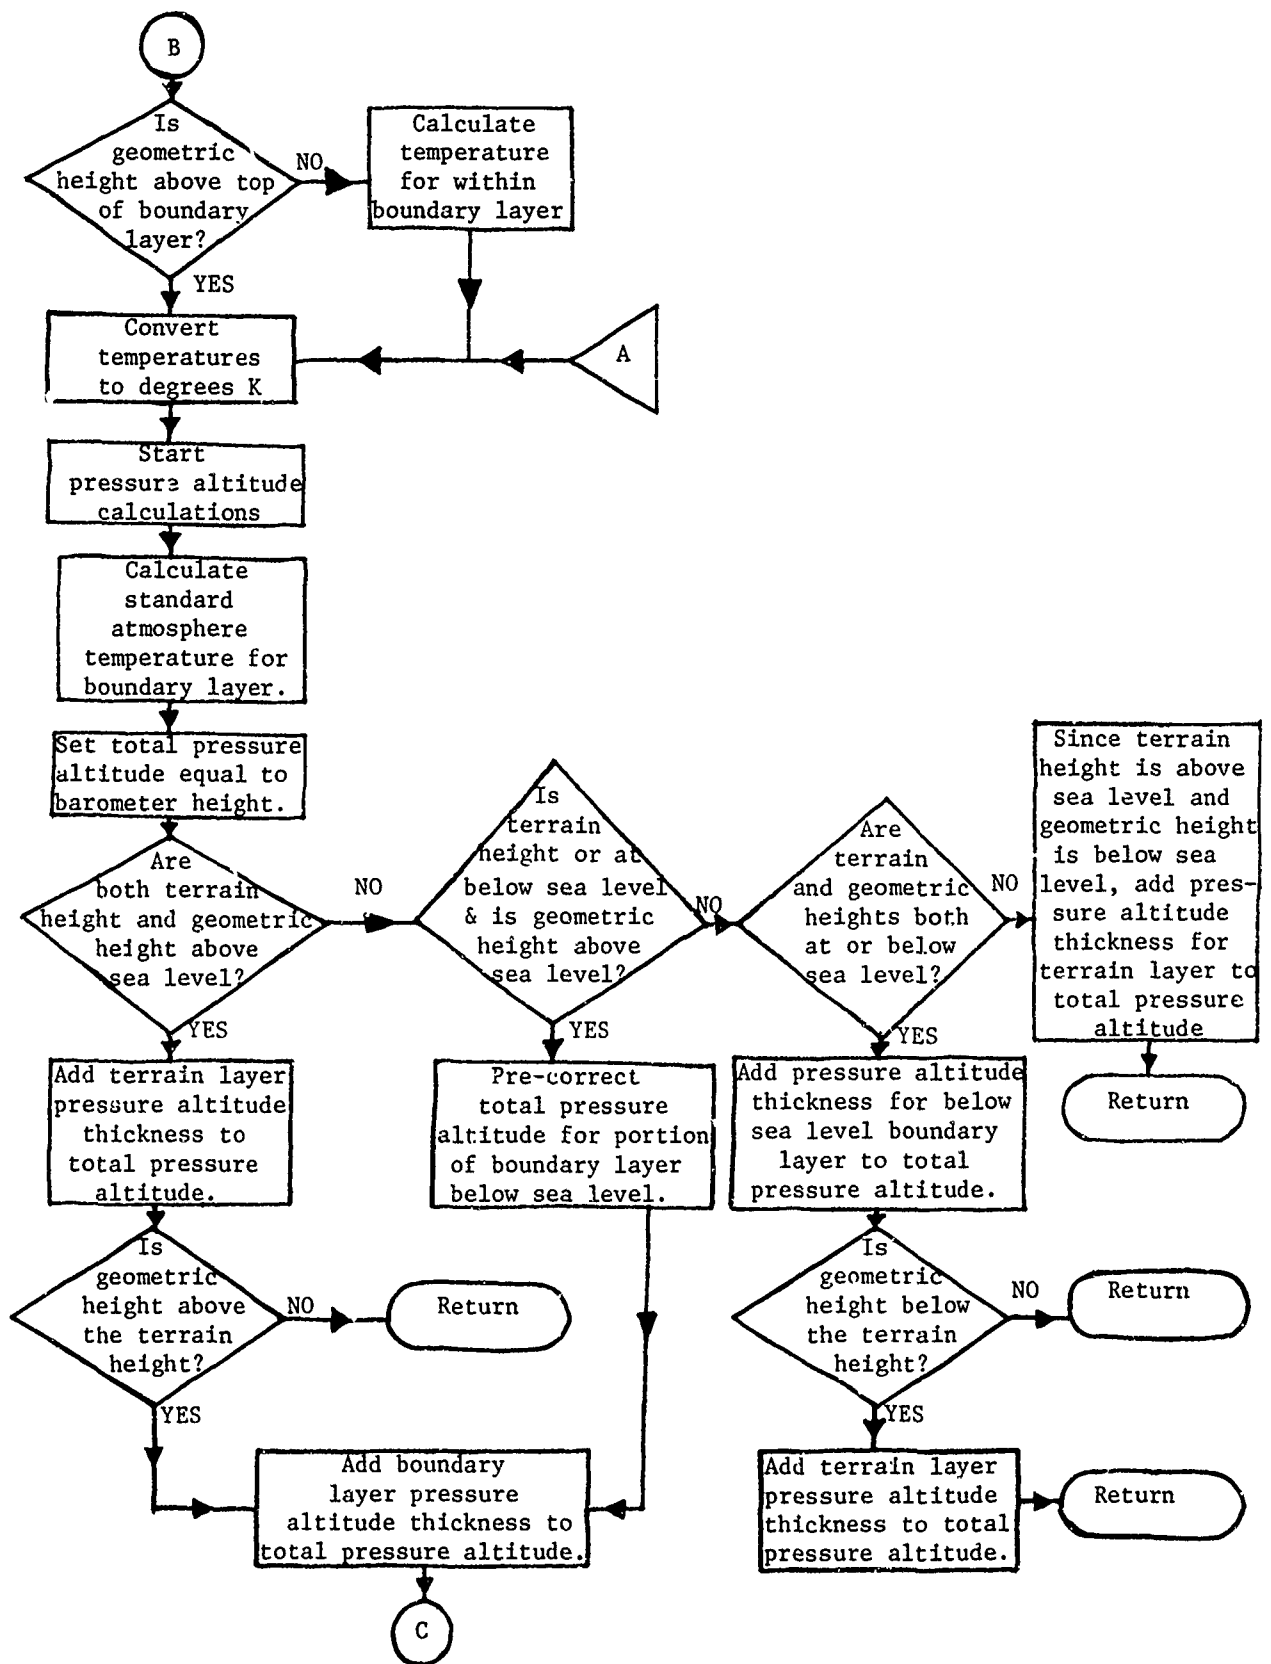 B
Is
geometric
height above top
of boundary
layer?
NO
Calculate
temperature
for within
boundary layer
YES
Convert
temperatures
to degrees K
A
Start
pressure altitude
calculations
Calculate
standard
atmosphere
temperature for
boundary layer.
Set total pressure
altitude equal to
barometer height.
Are
both terrain
height and geometric
height above
sea level?
NO
YES
Is
terrain
height or at
below sea level
& is geometric
height above
sea level?
NO
YES
Are
terrain
and geometric
heights both
at or below
sea level?
NO
YES
Since terrain
height is above
sea level and
geometric height
is below sea
level, add pres-
sure altitude
thickness for
terrain layer to
total pressure
altitude
Return
Add terrain layer
pressure altitude
thickness to
total pressure
altitude.
Pre-correct
total pressure
altitude for portion
of boundary layer
below sea level.
Add pressure altitude
thickness for below
sea level boundary
layer to total
pressure altitude.
Is
geometric
height above
the terrain
height?
NO
Return
YES
Is
geometric
height below
the terrain
height?
NO
Return
YES
Add boundary
layer pressure
altitude thickness to
total pressure altitude.
Add terrain layer
pressure altitude
thickness to total
pressure altitude.
Return
C